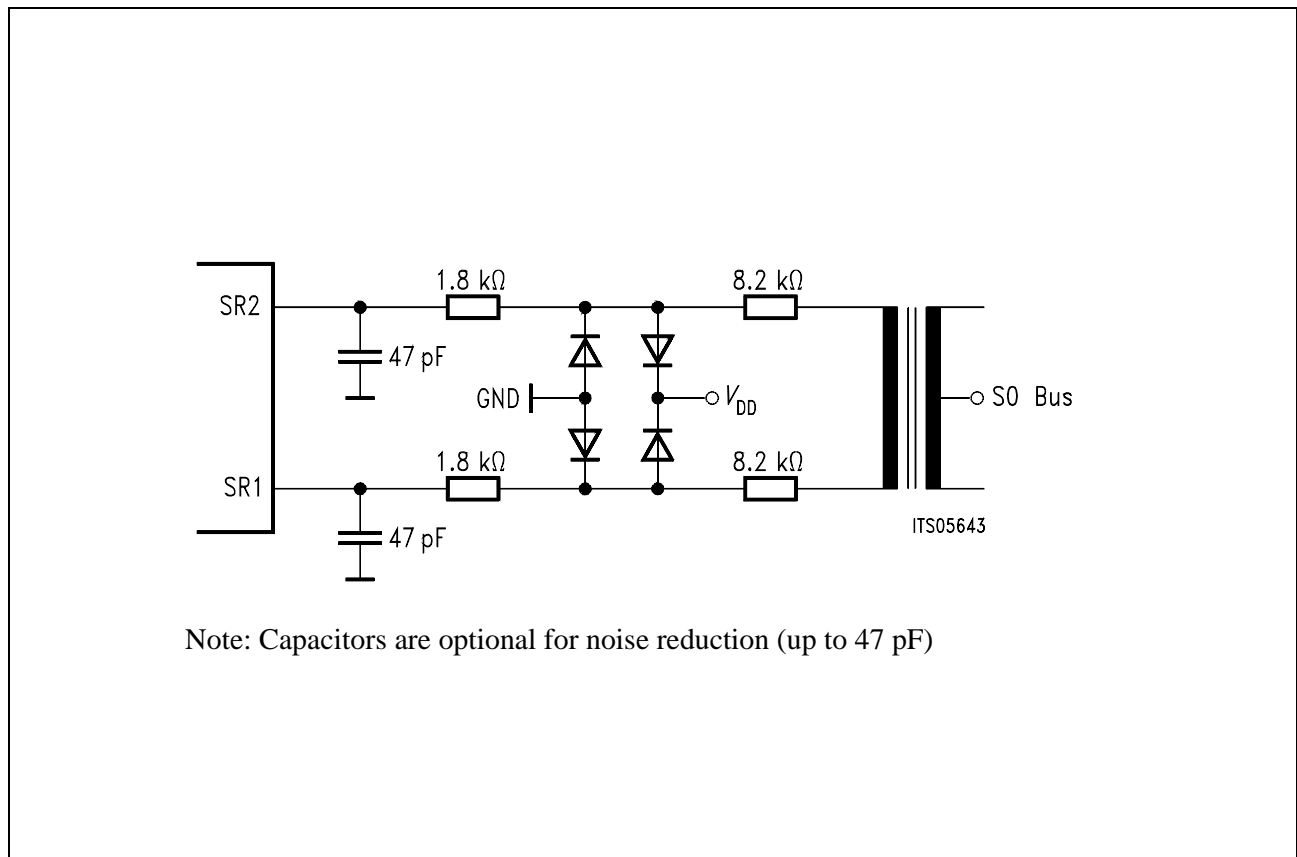 1.8 kΩ 8.2 kΩ
SR2
47 pF
GND VDD S0 Bus
1.8 kΩ 8.2 kΩ
SR1
ITS05643
47 pF
Note: Capacitors are optional for noise reduction (up to 47 pF)